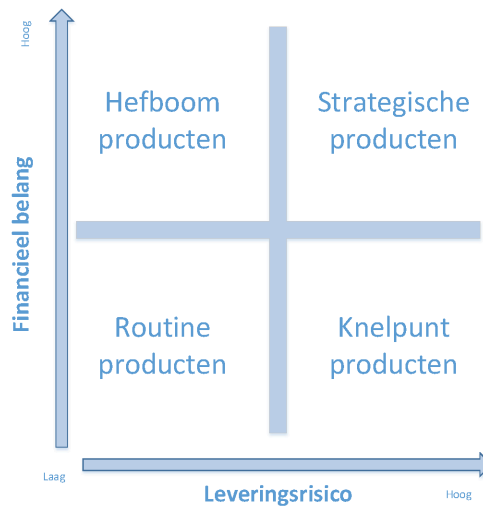 Hoog
Hefboom
producten
Strategische
producten
Financieel belang
Routine
producten
Knelpunt
producten
Laag
Leveringsrisico
Hoog